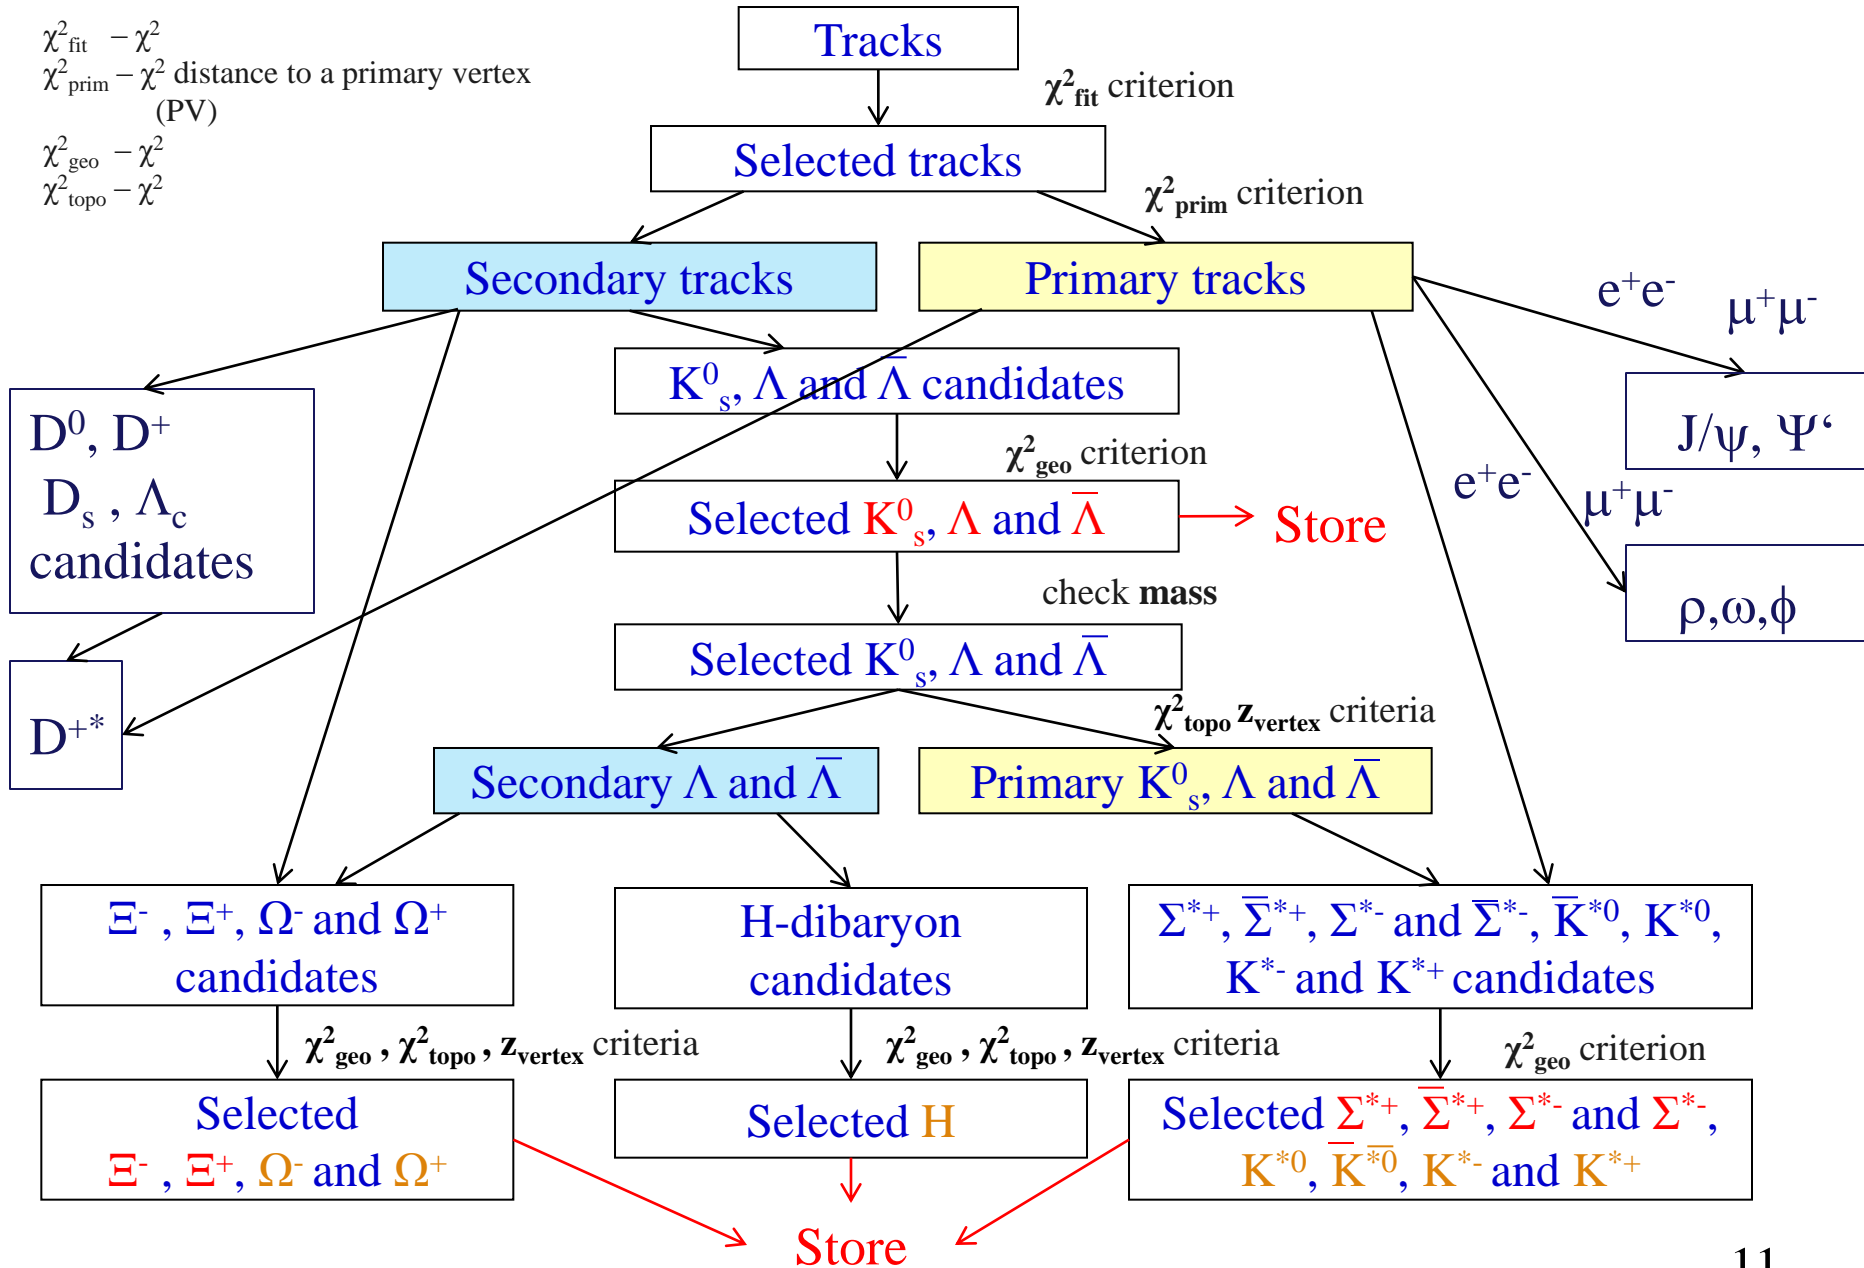 χ²fit – χ²
χ²prim – χ² distance to a primary vertex
(PV)
χ²geo – χ²
χ²topo – χ²
Tracks
χ²fit criterion
Selected tracks
χ²prim criterion
Secondary tracks
Primary tracks
e⁺e⁻
μ⁺μ⁻
K⁰s, Λ and Λ̅ candidates
D⁰, D⁺
Ds , Λc
candidates
J/ψ, Ψ‘
χ²geo criterion
e⁺e⁻
μ⁺μ⁻
Selected K⁰s, Λ and Λ̅
Store
check mass
ρ,ω,ϕ
Selected K⁰s, Λ and Λ̅
D⁺*
χ²topo zvertex criteria
Secondary Λ and Λ̅
Primary K⁰s, Λ and Λ̅
Ξ⁻ , Ξ⁺, Ω⁻ and Ω⁺
candidates
H-dibaryon
candidates
Σ*⁺, Σ̅*⁺, Σ*⁻ and Σ̅*⁻, K̅*⁰, K*⁰,
K*⁻ and K*⁺ candidates
χ²geo , χ²topo , zvertex criteria
χ²geo , χ²topo , zvertex criteria
χ²geo criterion
Selected
Ξ⁻ , Ξ⁺, Ω⁻ and Ω⁺
Selected H
Selected Σ*⁺, Σ̅*⁺, Σ*⁻ and Σ*⁻,
K*⁰, K̅*⁰, K*⁻ and K*⁺
Store
11